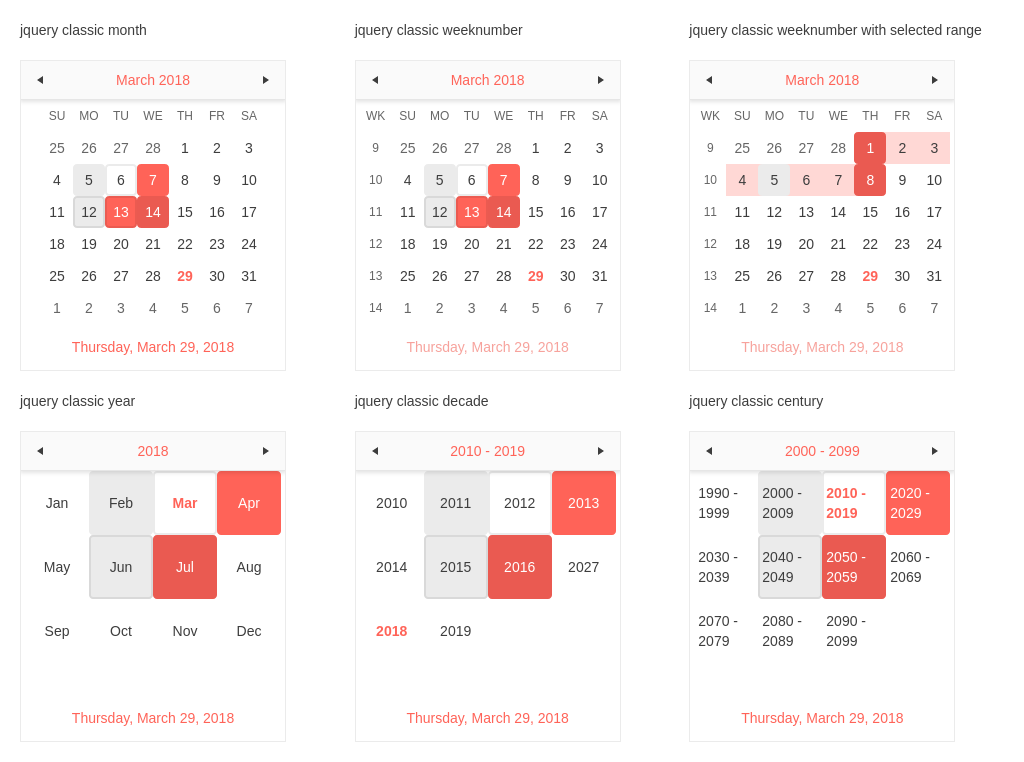 jquery classic month
March 2018
SU MO TU WE TH FR SA
25 26 27 28 1 2 3
4 5 6 7 8 9 10
11 12 13 14 15 16 17
18 19 20 21 22 23 24
25 26 27 28 29 30 31
1 2 3 4 5 6 7
Thursday, March 29, 2018
jquery classic weeknumber
March 2018
WK SU MO TU WE TH FR SA
9 25 26 27 28 1 2 3
10 4 5 6 7 8 9 10
11 11 12 13 14 15 16 17
12 18 19 20 21 22 23 24
13 25 26 27 28 29 30 31
14 1 2 3 4 5 6 7
Thursday, March 29, 2018
jquery classic weeknumber with selected range
March 2018
WK SU MO TU WE TH FR SA
9 25 26 27 28 1 2 3
10 4 5 6 7 8 9 10
11 11 12 13 14 15 16 17
12 18 19 20 21 22 23 24
13 25 26 27 28 29 30 31
14 1 2 3 4 5 6 7
Thursday, March 29, 2018
jquery classic year
2018
Jan Feb Mar Apr
May Jun Jul Aug
Sep Oct Nov Dec
Thursday, March 29, 2018
jquery classic decade
2010 - 2019
2010 2011 2012 2013
2014 2015 2016 2027
2018 2019
Thursday, March 29, 2018
jquery classic century
2000 - 2099
1990 - 2000 - 2010 - 2020 -
1999 2009 2019 2029
2030 - 2040 - 2050 - 2060 -
2039 2049 2059 2069
2070 - 2080 - 2090 -
2079 2089 2099
Thursday, March 29, 2018